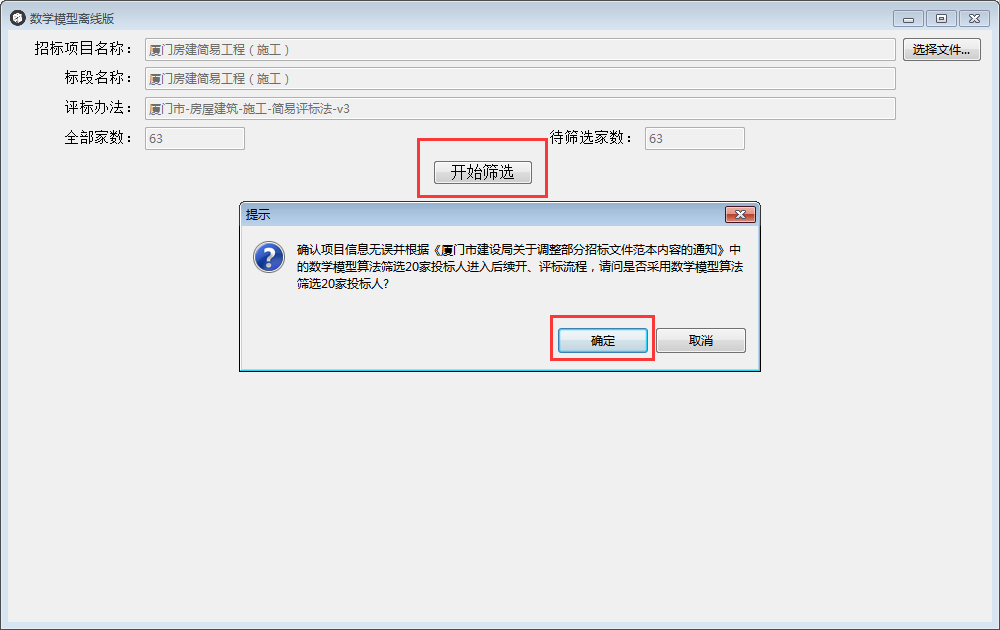 数学模型离线版
招标项目名称： 厦门房建简易工程（施工） 选择文件...
标段名称： 厦门房建简易工程（施工）
评标办法： 厦门市-房屋建筑-施工-简易评标法-v3
全部家数： 63 待筛选家数： 63
开始筛选
提示
确认项目信息无误并根据《厦门市建设局关于调整部分招标文件范本内容的通知》中
的数学模型算法筛选20家投标人进入后续开、评标流程，请问是否采用数学模型算法
筛选20家投标人?
确定 取消